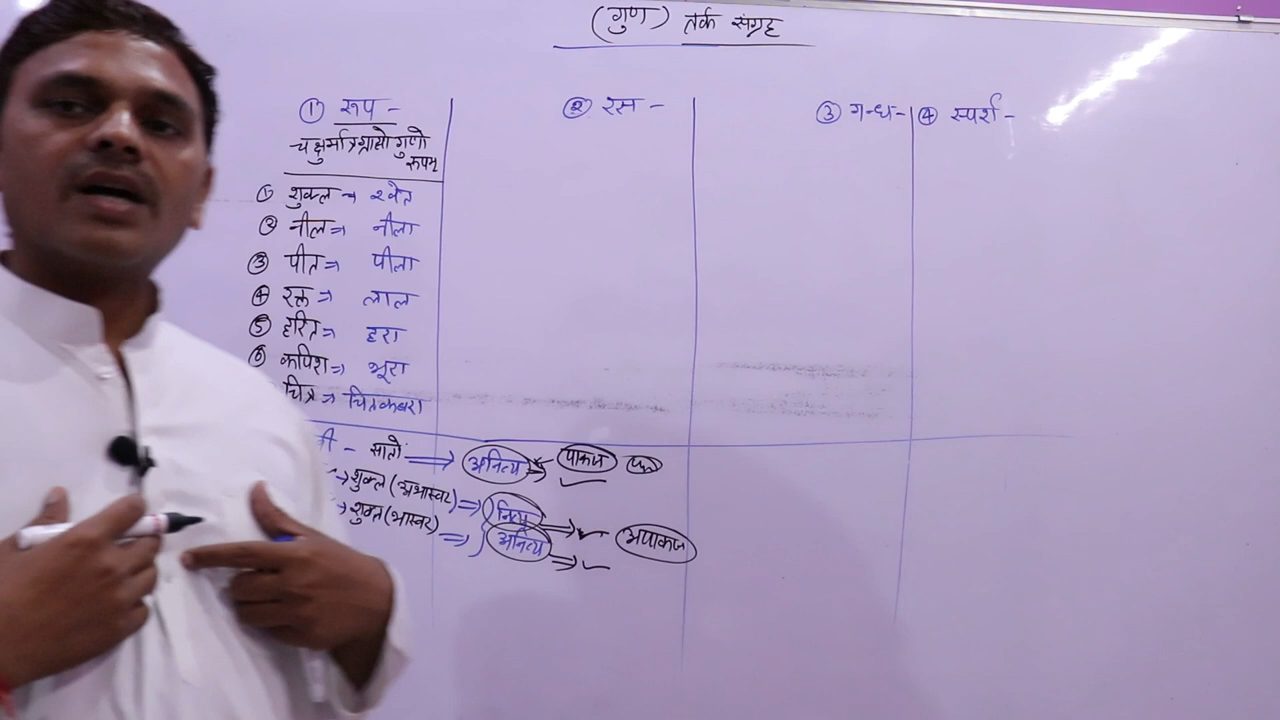 (गुण) तर्क संग्रह
① रूप -
चक्षुर्मात्रग्राह्यो गुणो
रूपम्
① शुक्ल → श्वेत
② नील ⇒ नीला
③ पीत ⇒ पीला
④ रक्त ⇒ लाल
⑤ हरित ⇒ हरा
⑥ कपिश ⇒ भूरा
चित्र ⇒ चितकबरा
② रस -
③ गन्ध -
④ स्पर्श -
- सातों ⇒ अनित्य ⇒ पाकज
→ शुक्ल (अभास्वर) ⇒ नित्य ⇒ ✓ अपाकज
→ शुक्ल (भास्वर) ⇒ अनित्य ⇒ ✓